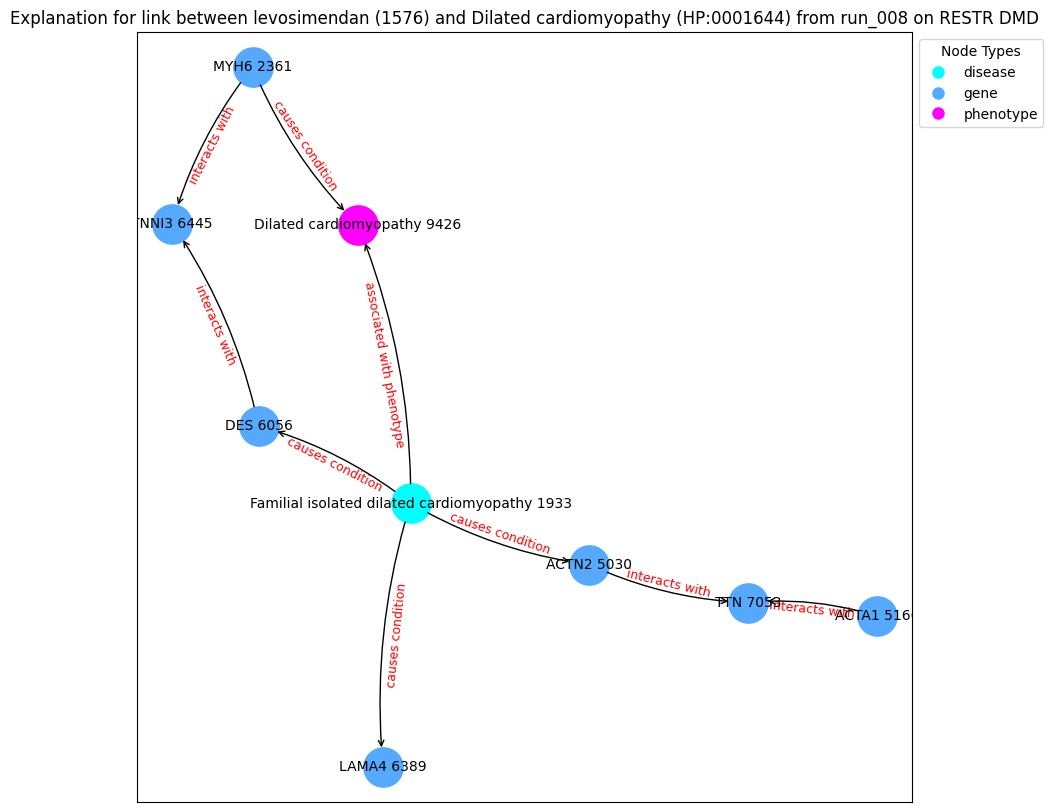 Explanation for link between levosimendan (1576) and Dilated cardiomyopathy (HP:0001644) from run_008 on RESTR DMD
Node Types
disease
gene
phenotype
MYH6 2361
interacts with
causes condition
TNNI3 6445
Dilated cardiomyopathy 9426
interacts with
associated with phenotype
DES 6056
causes condition
Familial isolated dilated cardiomyopathy 1933
causes condition
ACTN2 5030
interacts with
TTN 7053
interacts with
ACTA1 516
causes condition
LAMA4 6389